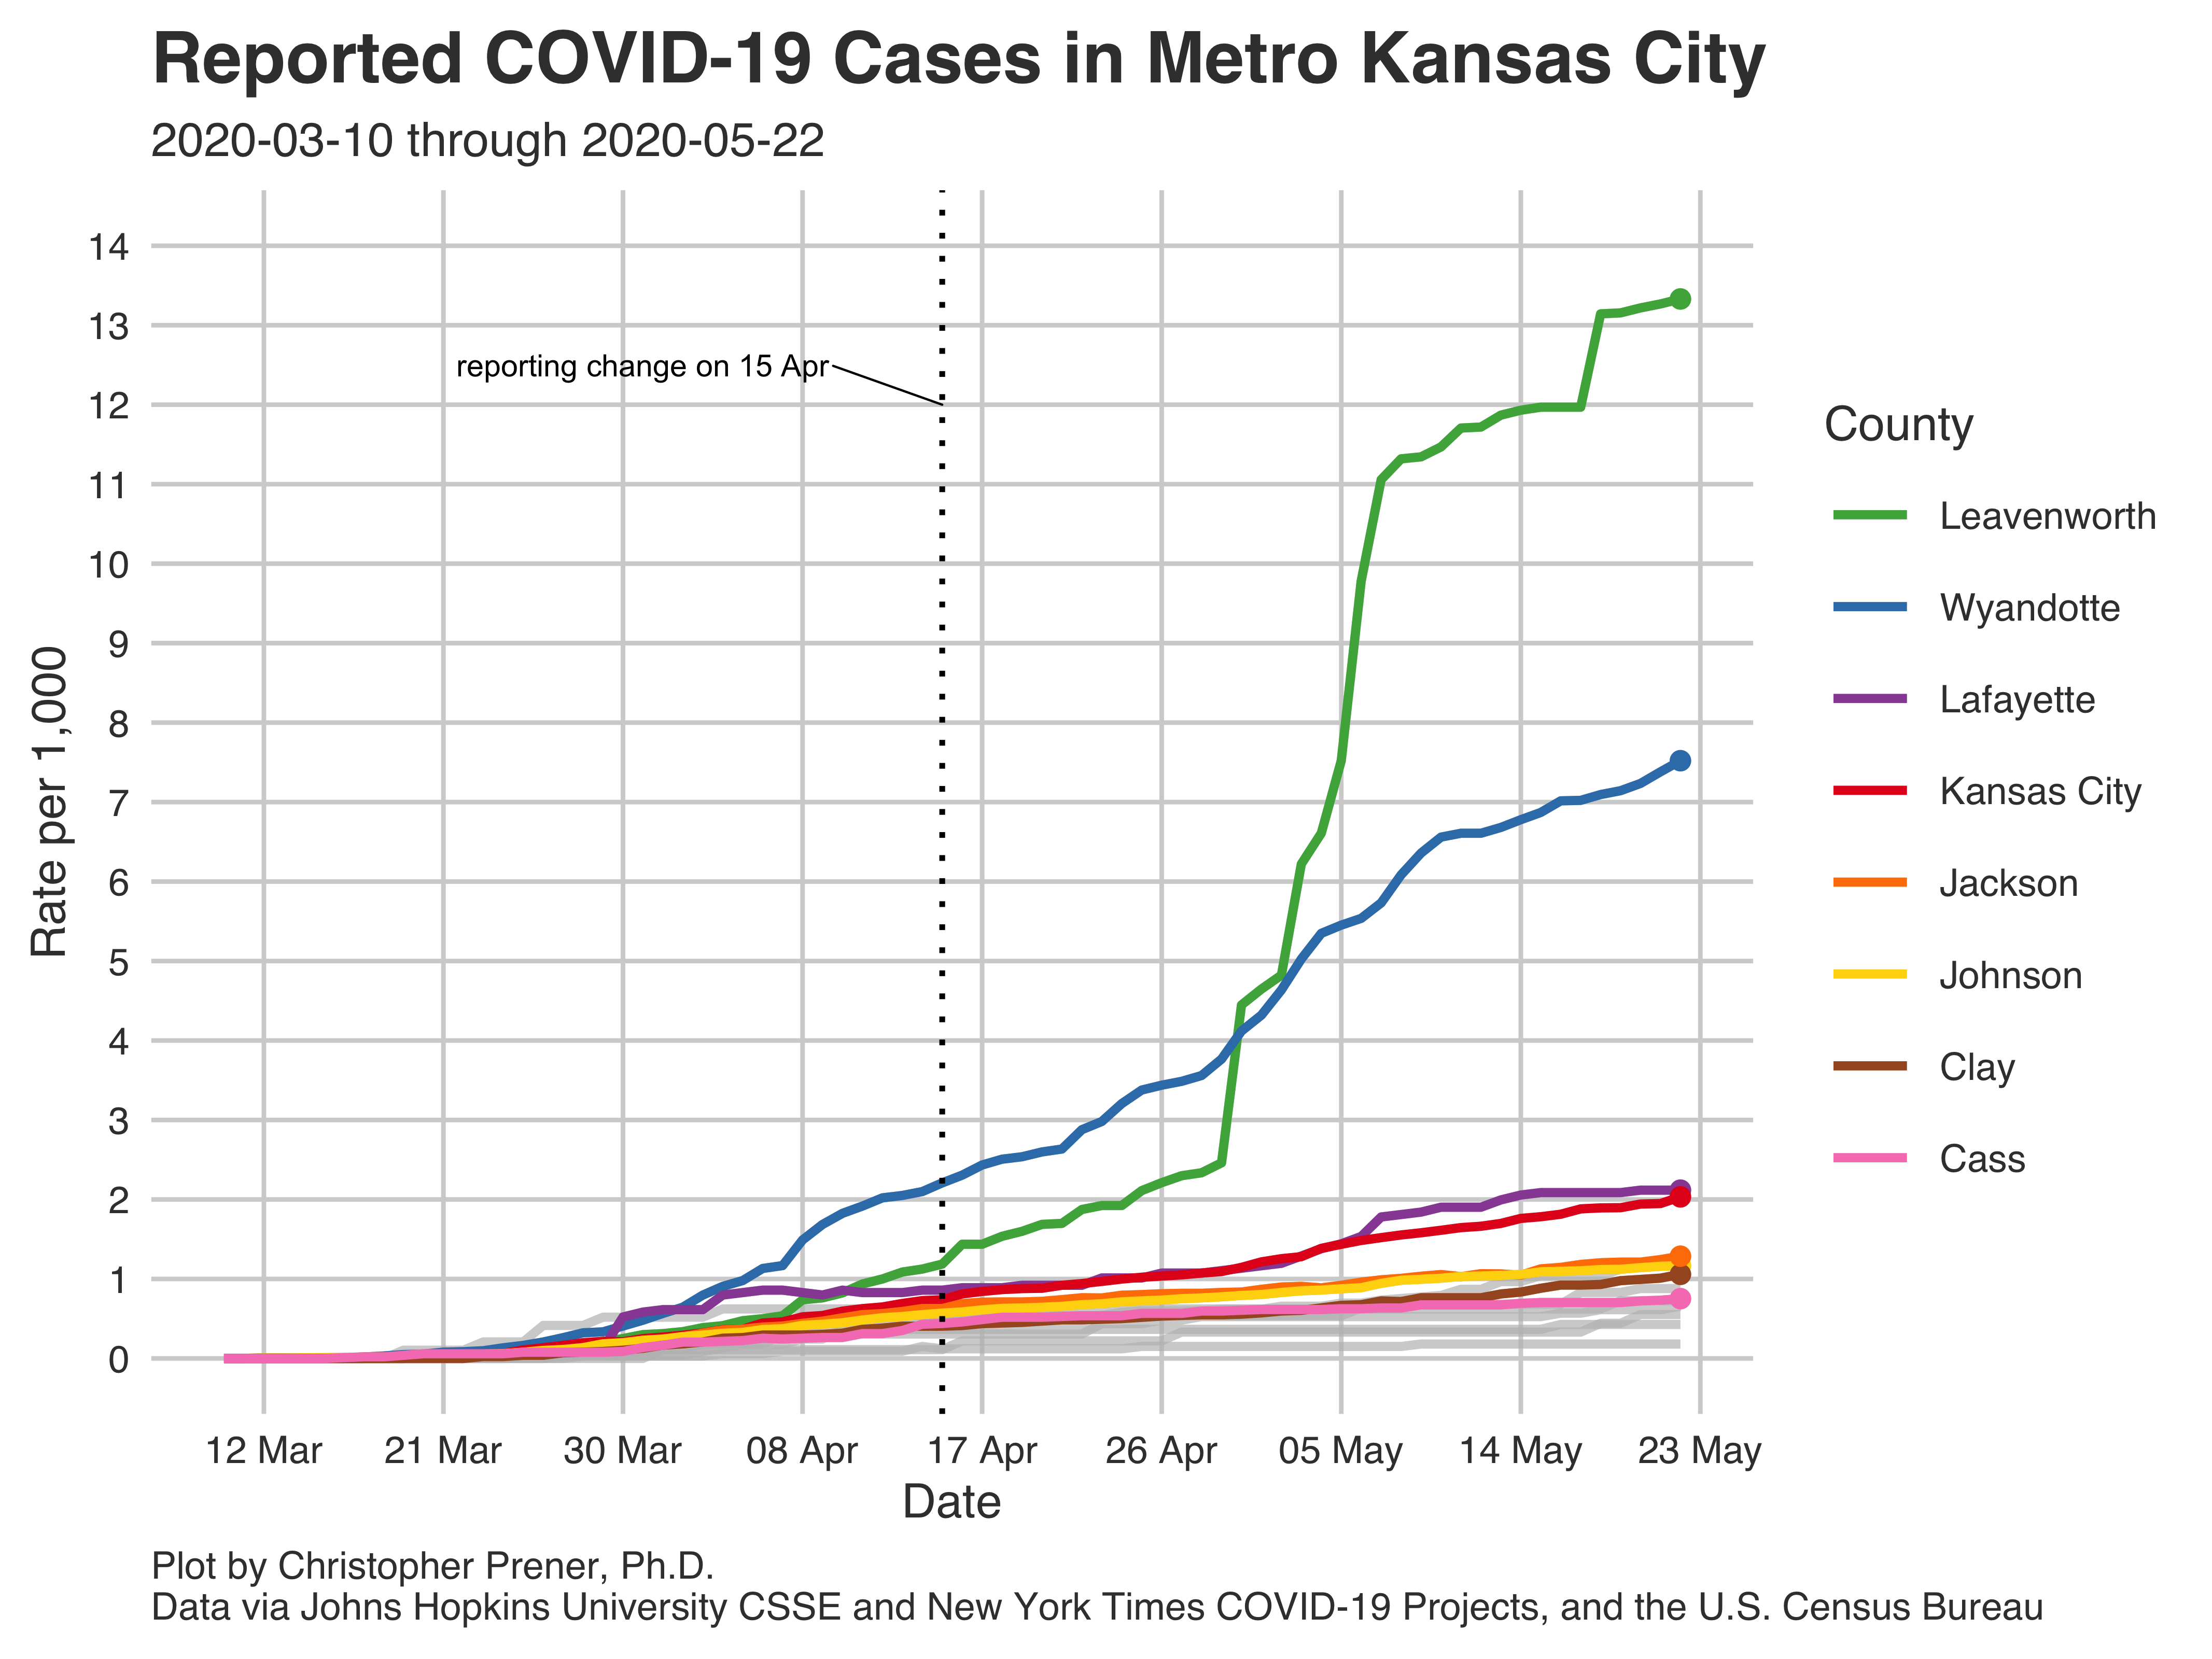 Reported COVID-19 Cases in Metro Kansas City
2020-03-10 through 2020-05-22
14
13
12
11
10
9
8
7
6
5
4
3
2
1
0
Rate per 1,000
reporting change on 15 Apr
12 Mar
21 Mar
30 Mar
08 Apr
17 Apr
26 Apr
05 May
14 May
23 May
Date
County
Leavenworth
Wyandotte
Lafayette
Kansas City
Jackson
Johnson
Clay
Cass
Plot by Christopher Prener, Ph.D.
Data via Johns Hopkins University CSSE and New York Times COVID-19 Projects, and the U.S. Census Bureau